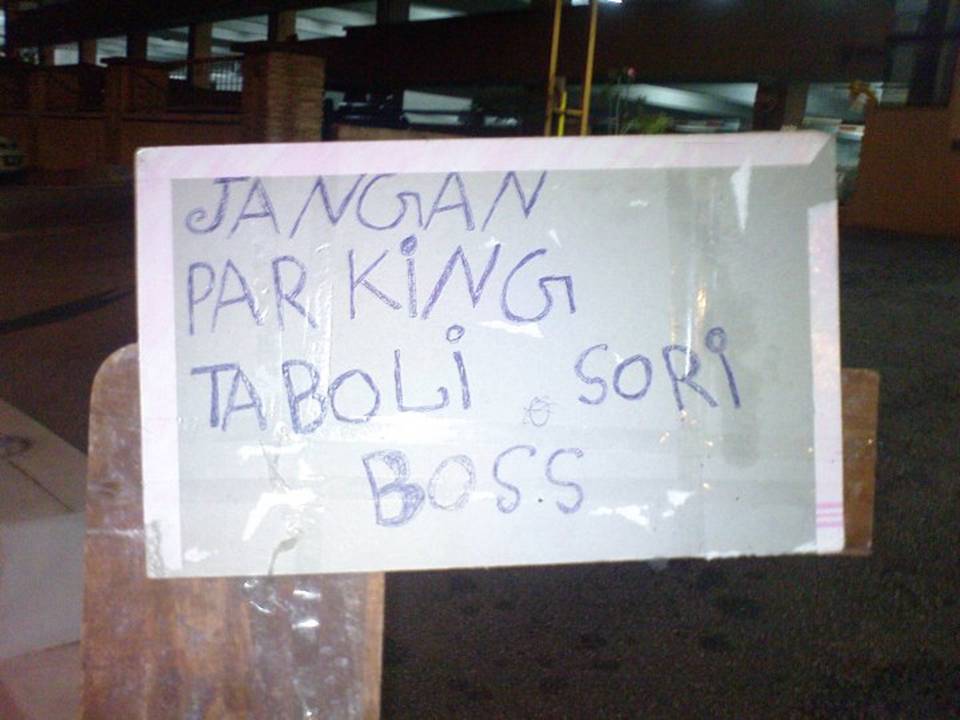 JANGAN
PARKiNG
TABOLi . SORi
BOSS